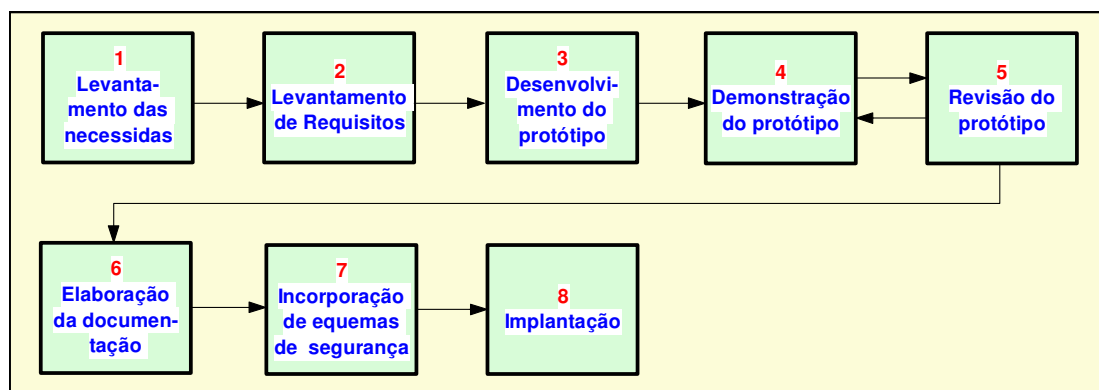 1
Levanta-
mento das
necessidas
2
Levantamento
de Requisitos
3
Desenvolvi-
mento do
protótipo
4
Demonstração
do protótipo
5
Revisão do
protótipo
6
Elaboração
da documen-
tação
7
Incorporação
de equemas
de segurança
8
Implantação